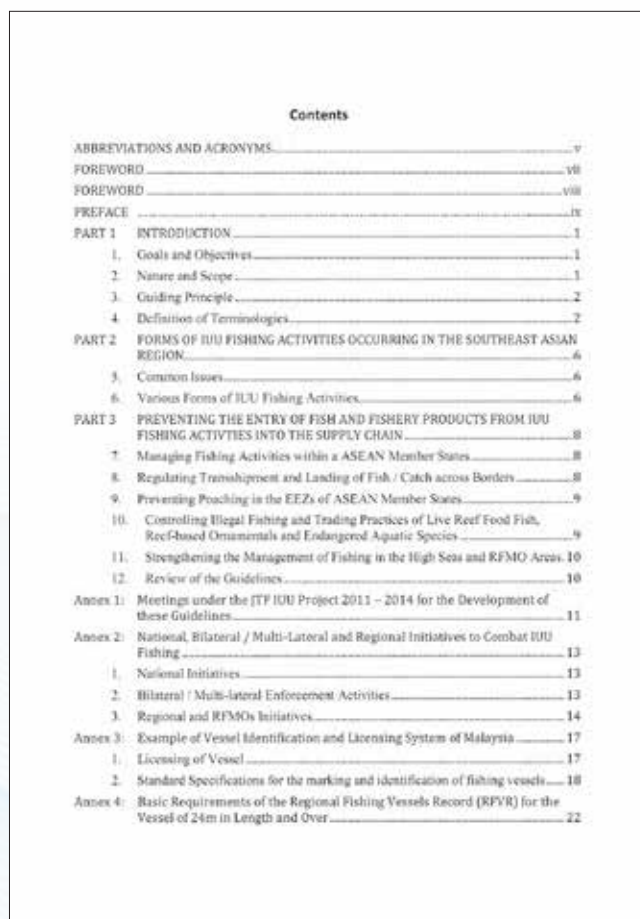 Contents
ABBREVIATIONS AND ACRONYMS v
FOREWORD vii
FOREWORD viii
PREFACE ix
PART 1 INTRODUCTION 1
1. Goals and Objectives 1
2. Nature and Scope 1
3. Guiding Principle 2
4. Definition of Terminologies 2
PART 2 FORMS OF IUU FISHING ACTIVITIES OCCURRING IN THE SOUTHEAST ASIAN
REGION 6
5. Common Issues 6
6. Various Forms of IUU Fishing Activities 6
PART 3 PREVENTING THE ENTRY OF FISH AND FISHERY PRODUCTS FROM IUU
FISHING ACTIVTIES INTO THE SUPPLY CHAIN 8
7. Managing Fishing Activities within a ASEAN Member States 8
8. Regulating Transshipment and Landing of Fish / Catch across Borders 8
9. Preventing Poaching in the EEZs of ASEAN Member States 9
10. Controlling Illegal Fishing and Trading Practices of Live Reef Food Fish,
Reef-based Ornamentals and Endangered Aquatic Species 9
11. Strengthening the Management of Fishing in the High Seas and RFMO Areas. 10
12. Review of the Guidelines 10
Annex 1: Meetings under the JTF IUU Project 2011 – 2014 for the Development of
these Guidelines 11
Annex 2: National, Bilateral / Multi-Lateral and Regional Initiatives to Combat IUU
Fishing 13
1. National Initiatives 13
2. Bilateral / Multi-lateral Enforcement Activities 13
3. Regional and RFMOs Initiatives 14
Annex 3: Example of Vessel Identification and Licensing System of Malaysia 17
1. Licensing of Vessel 17
2. Standard Specifications for the marking and identification of fishing vessels 18
Annex 4: Basic Requirements of the Regional Fishing Vessels Record (RFVR) for the
Vessel of 24m in Length and Over 22